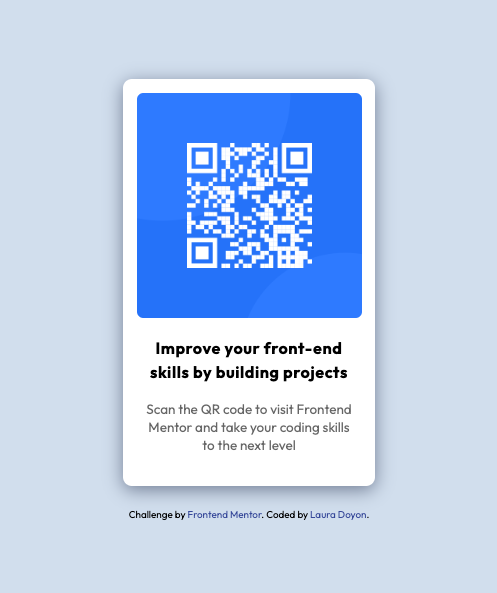 Improve your front-end
skills by building projects
Scan the QR code to visit Frontend
Mentor and take your coding skills
to the next level
Challenge by Frontend Mentor. Coded by Laura Doyon.